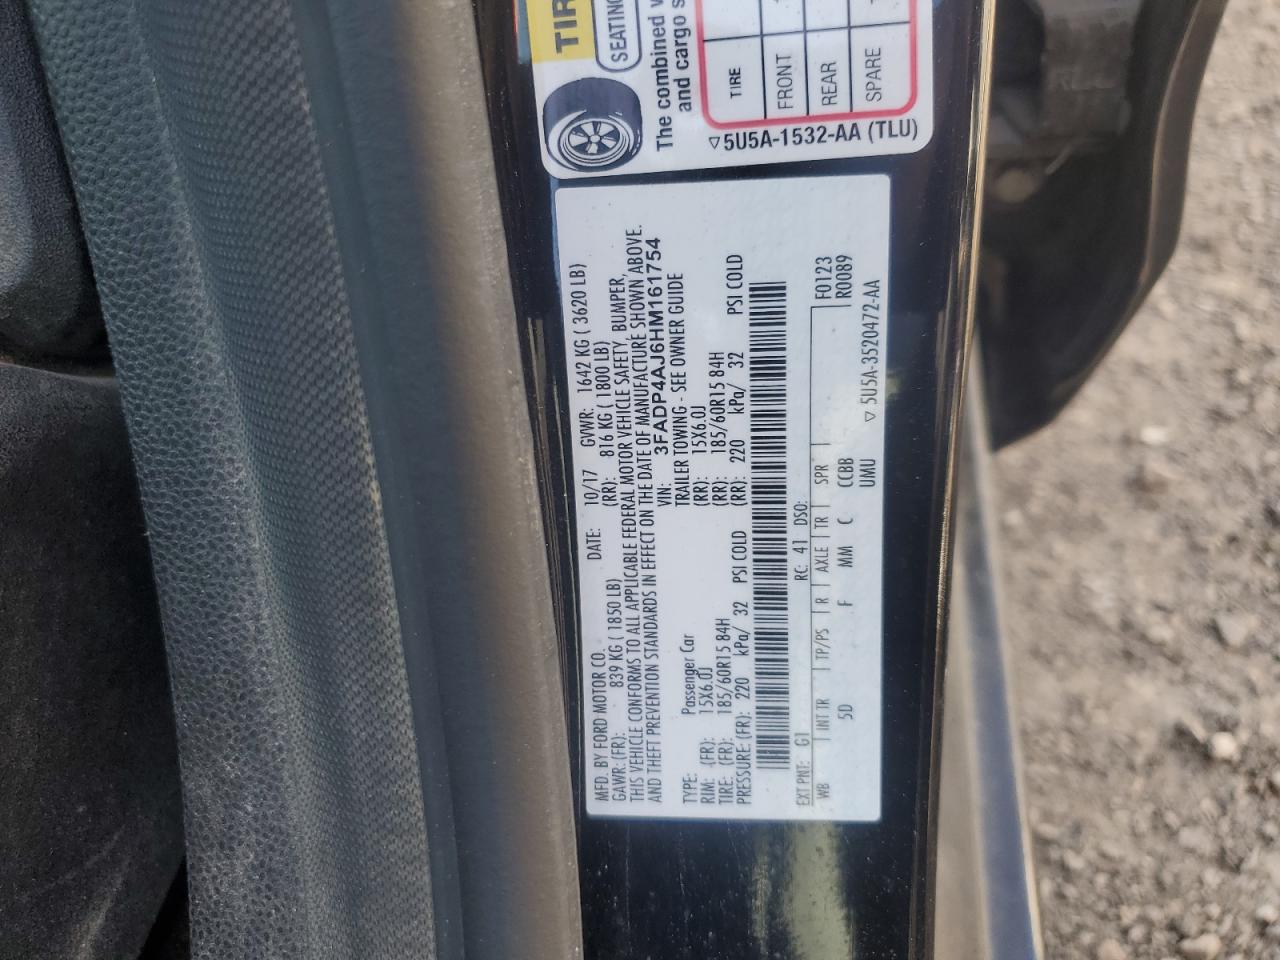 TIR
SEATING
The combined w
and cargo s
TIRE
FRONT
REAR
SPARE
5U5A-1532-AA (TLU)
MFD. BY FORD MOTOR CO. DATE: 10/17 GVWR: 1642 KG ( 3620 LB)
GAWR: (FR): 839 KG ( 1850 LB) (RR): 816 KG ( 1800 LB)
THIS VEHICLE CONFORMS TO ALL APPLICABLE FEDERAL MOTOR VEHICLE SAFETY, BUMPER,
AND THEFT PREVENTION STANDARDS IN EFFECT ON THE DATE OF MANUFACTURE SHOWN ABOVE.
VIN: 3FADP4AJ6HM161754
TYPE: Passenger Car TRAILER TOWING - SEE OWNER GUIDE
RIM: (FR): 15X6.0J (RR): 15X6.0J
TIRE: (FR): 185/60R15 84H (RR): 185/60R15 84H
PRESSURE: (FR): 220 kPa/ 32 PSI COLD (RR): 220 kPa/ 32 PSI COLD
EXT PNT: G1 RC: 41 DSO:
WB INT TR TP/PS R AXLE TR SPR F0123
5D F MM C CCBB R0089
UMU
5U5A-3520472-AA